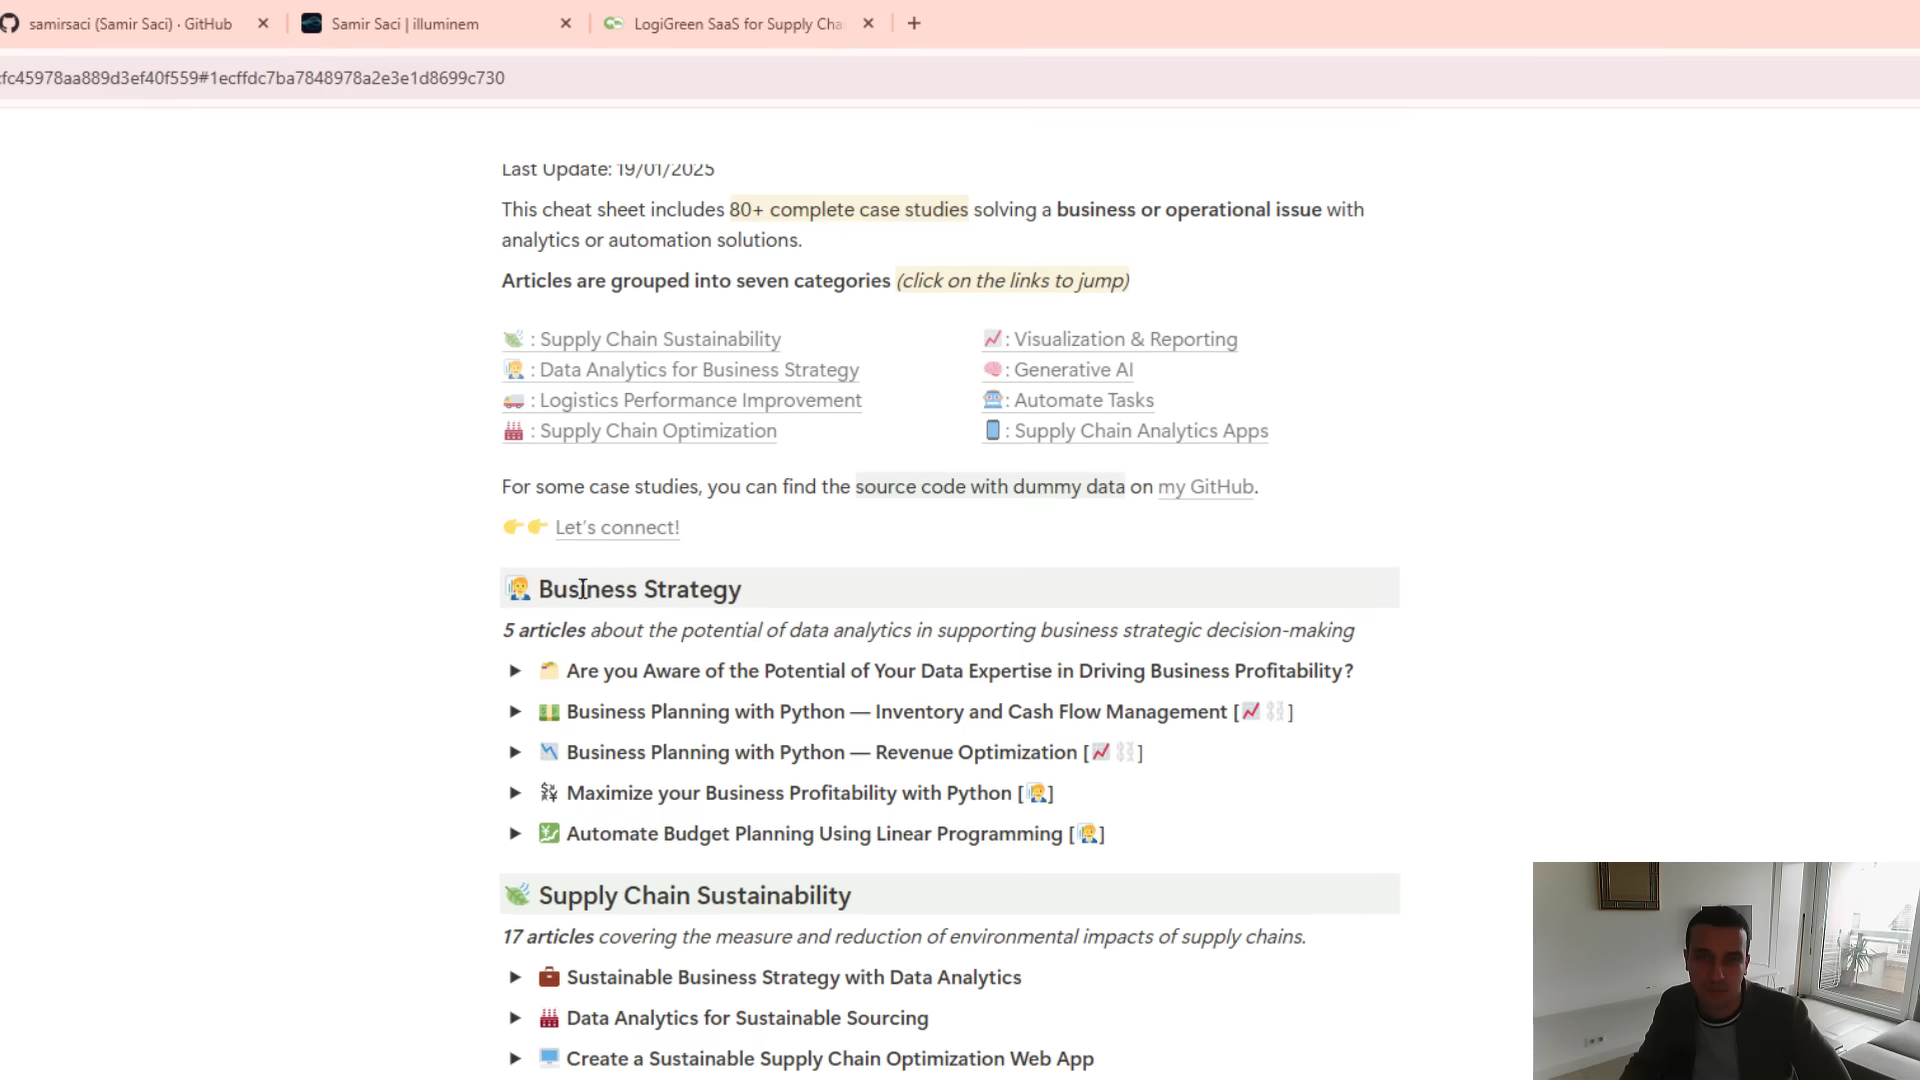 samirsaci (Samir Saci) · GitHub
Samir Saci | illuminem
LogiGreen SaaS for Supply Cha
fc45978aa889d3ef40f559#1ecffdc7ba7848978a2e3e1d8699c730
Last Update: 19/01/2025
This cheat sheet includes 80+ complete case studies solving a business or operational issue with
analytics or automation solutions.
Articles are grouped into seven categories (click on the links to jump)
: Supply Chain Sustainability
: Data Analytics for Business Strategy
: Logistics Performance Improvement
: Supply Chain Optimization
: Visualization & Reporting
: Generative AI
: Automate Tasks
: Supply Chain Analytics Apps
For some case studies, you can find the source code with dummy data on my GitHub.
👉👉 Let's connect!
Business Strategy
5 articles about the potential of data analytics in supporting business strategic decision-making
Are you Aware of the Potential of Your Data Expertise in Driving Business Profitability?
Business Planning with Python — Inventory and Cash Flow Management [📈⛓️]
Business Planning with Python — Revenue Optimization [📈⛓️]
Maximize your Business Profitability with Python [👨‍💼]
Automate Budget Planning Using Linear Programming [👨‍💼]
Supply Chain Sustainability
17 articles covering the measure and reduction of environmental impacts of supply chains.
Sustainable Business Strategy with Data Analytics
Data Analytics for Sustainable Sourcing
Create a Sustainable Supply Chain Optimization Web App